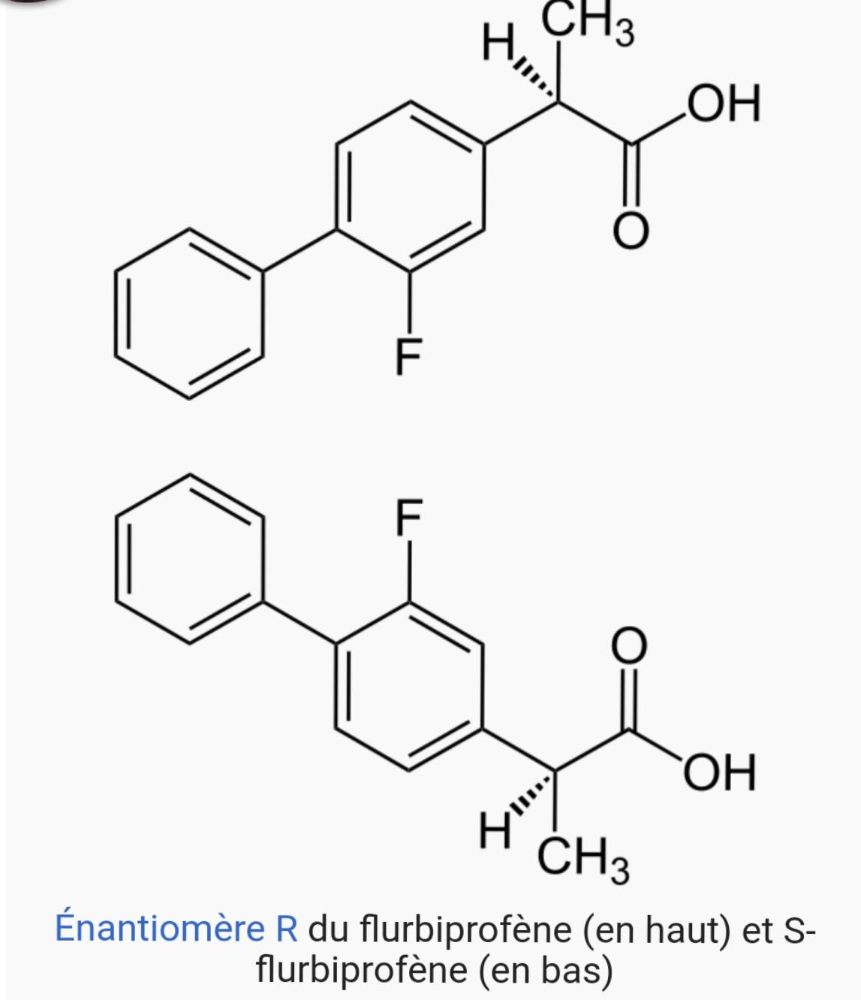 CH3
H
OH
O
F
F
O
OH
H
CH3
Énantiomère R du flurbiprofène (en haut) et S-
flurbiprofène (en bas)